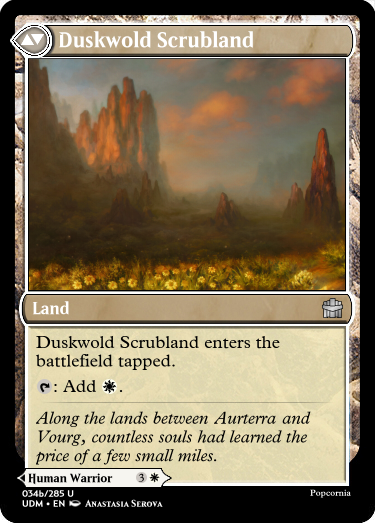 Duskwold Scrubland
Land
Duskwold Scrubland enters the
battlefield tapped.
: Add .
Along the lands between Aurterra and
Vourg, countless souls had learned the
price of a few small miles.
Human Warrior 3
034b/285 U
Popcornia
UDM • EN Anastasia Serova